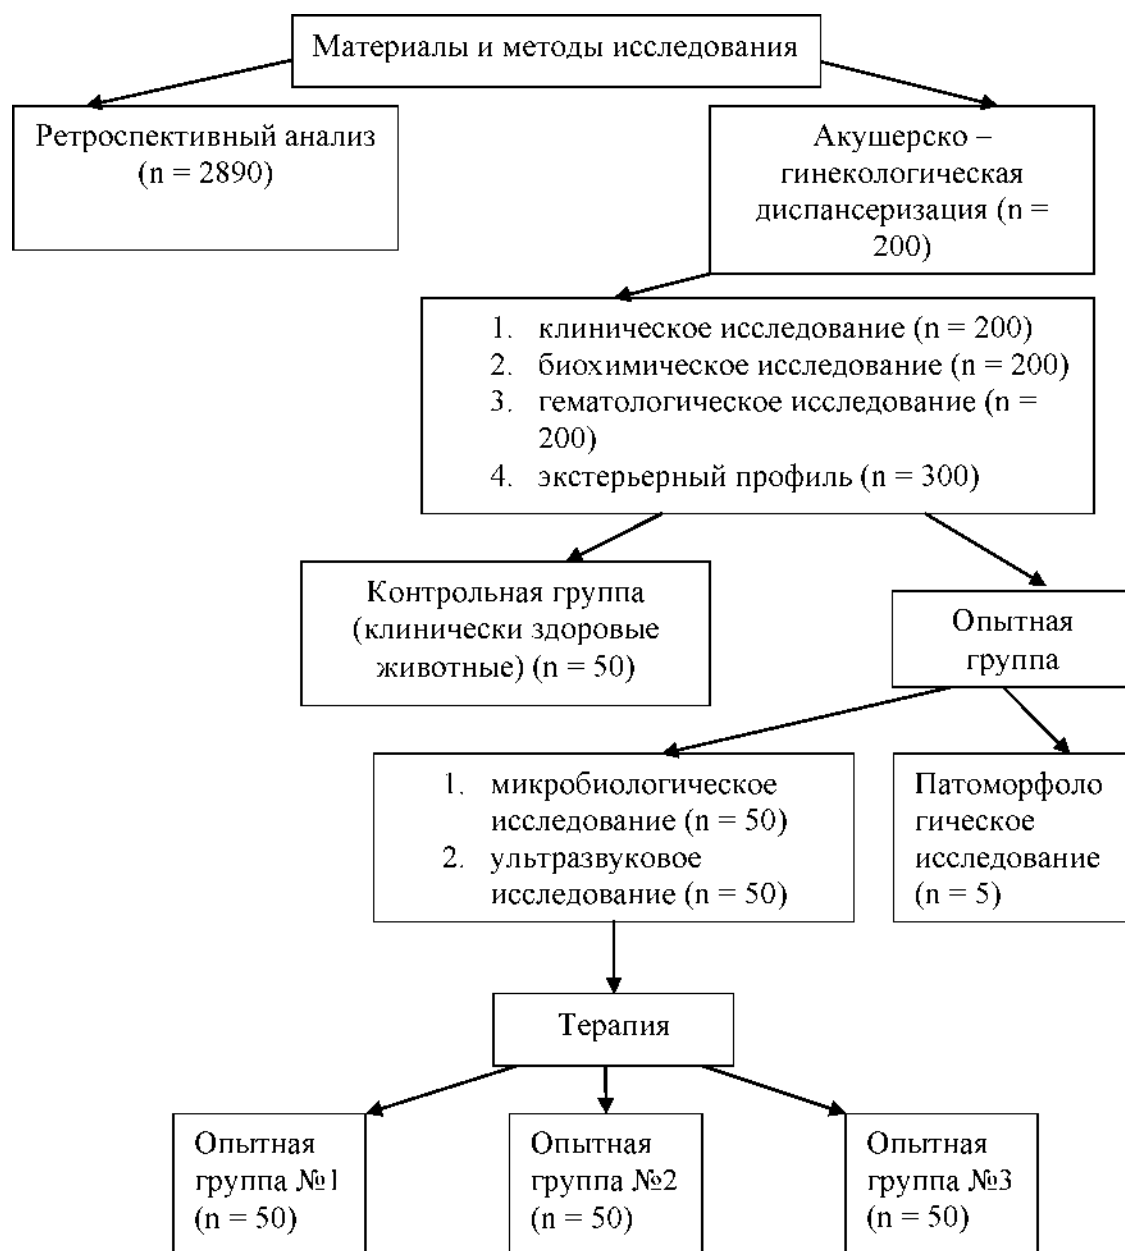 Материалы и методы исследования
Ретроспективный анализ
(n = 2890)
Акушерско –
гинекологическая
диспансеризация (n =
200)
1. клиническое исследование (n = 200)
2. биохимическое исследование (n = 200)
3. гематологическое исследование (n =
200)
4. экстерьерный профиль (n = 300)
Контрольная группа
(клинически здоровые
животные) (n = 50)
Опытная
группа
1. микробиологическое
исследование (n = 50)
2. ультразвуковое
исследование (n = 50)
Патоморфоло
гическое
исследование
(n = 5)
Терапия
Опытная
группа №1
(n = 50)
Опытная
группа №2
(n = 50)
Опытная
группа №3
(n = 50)